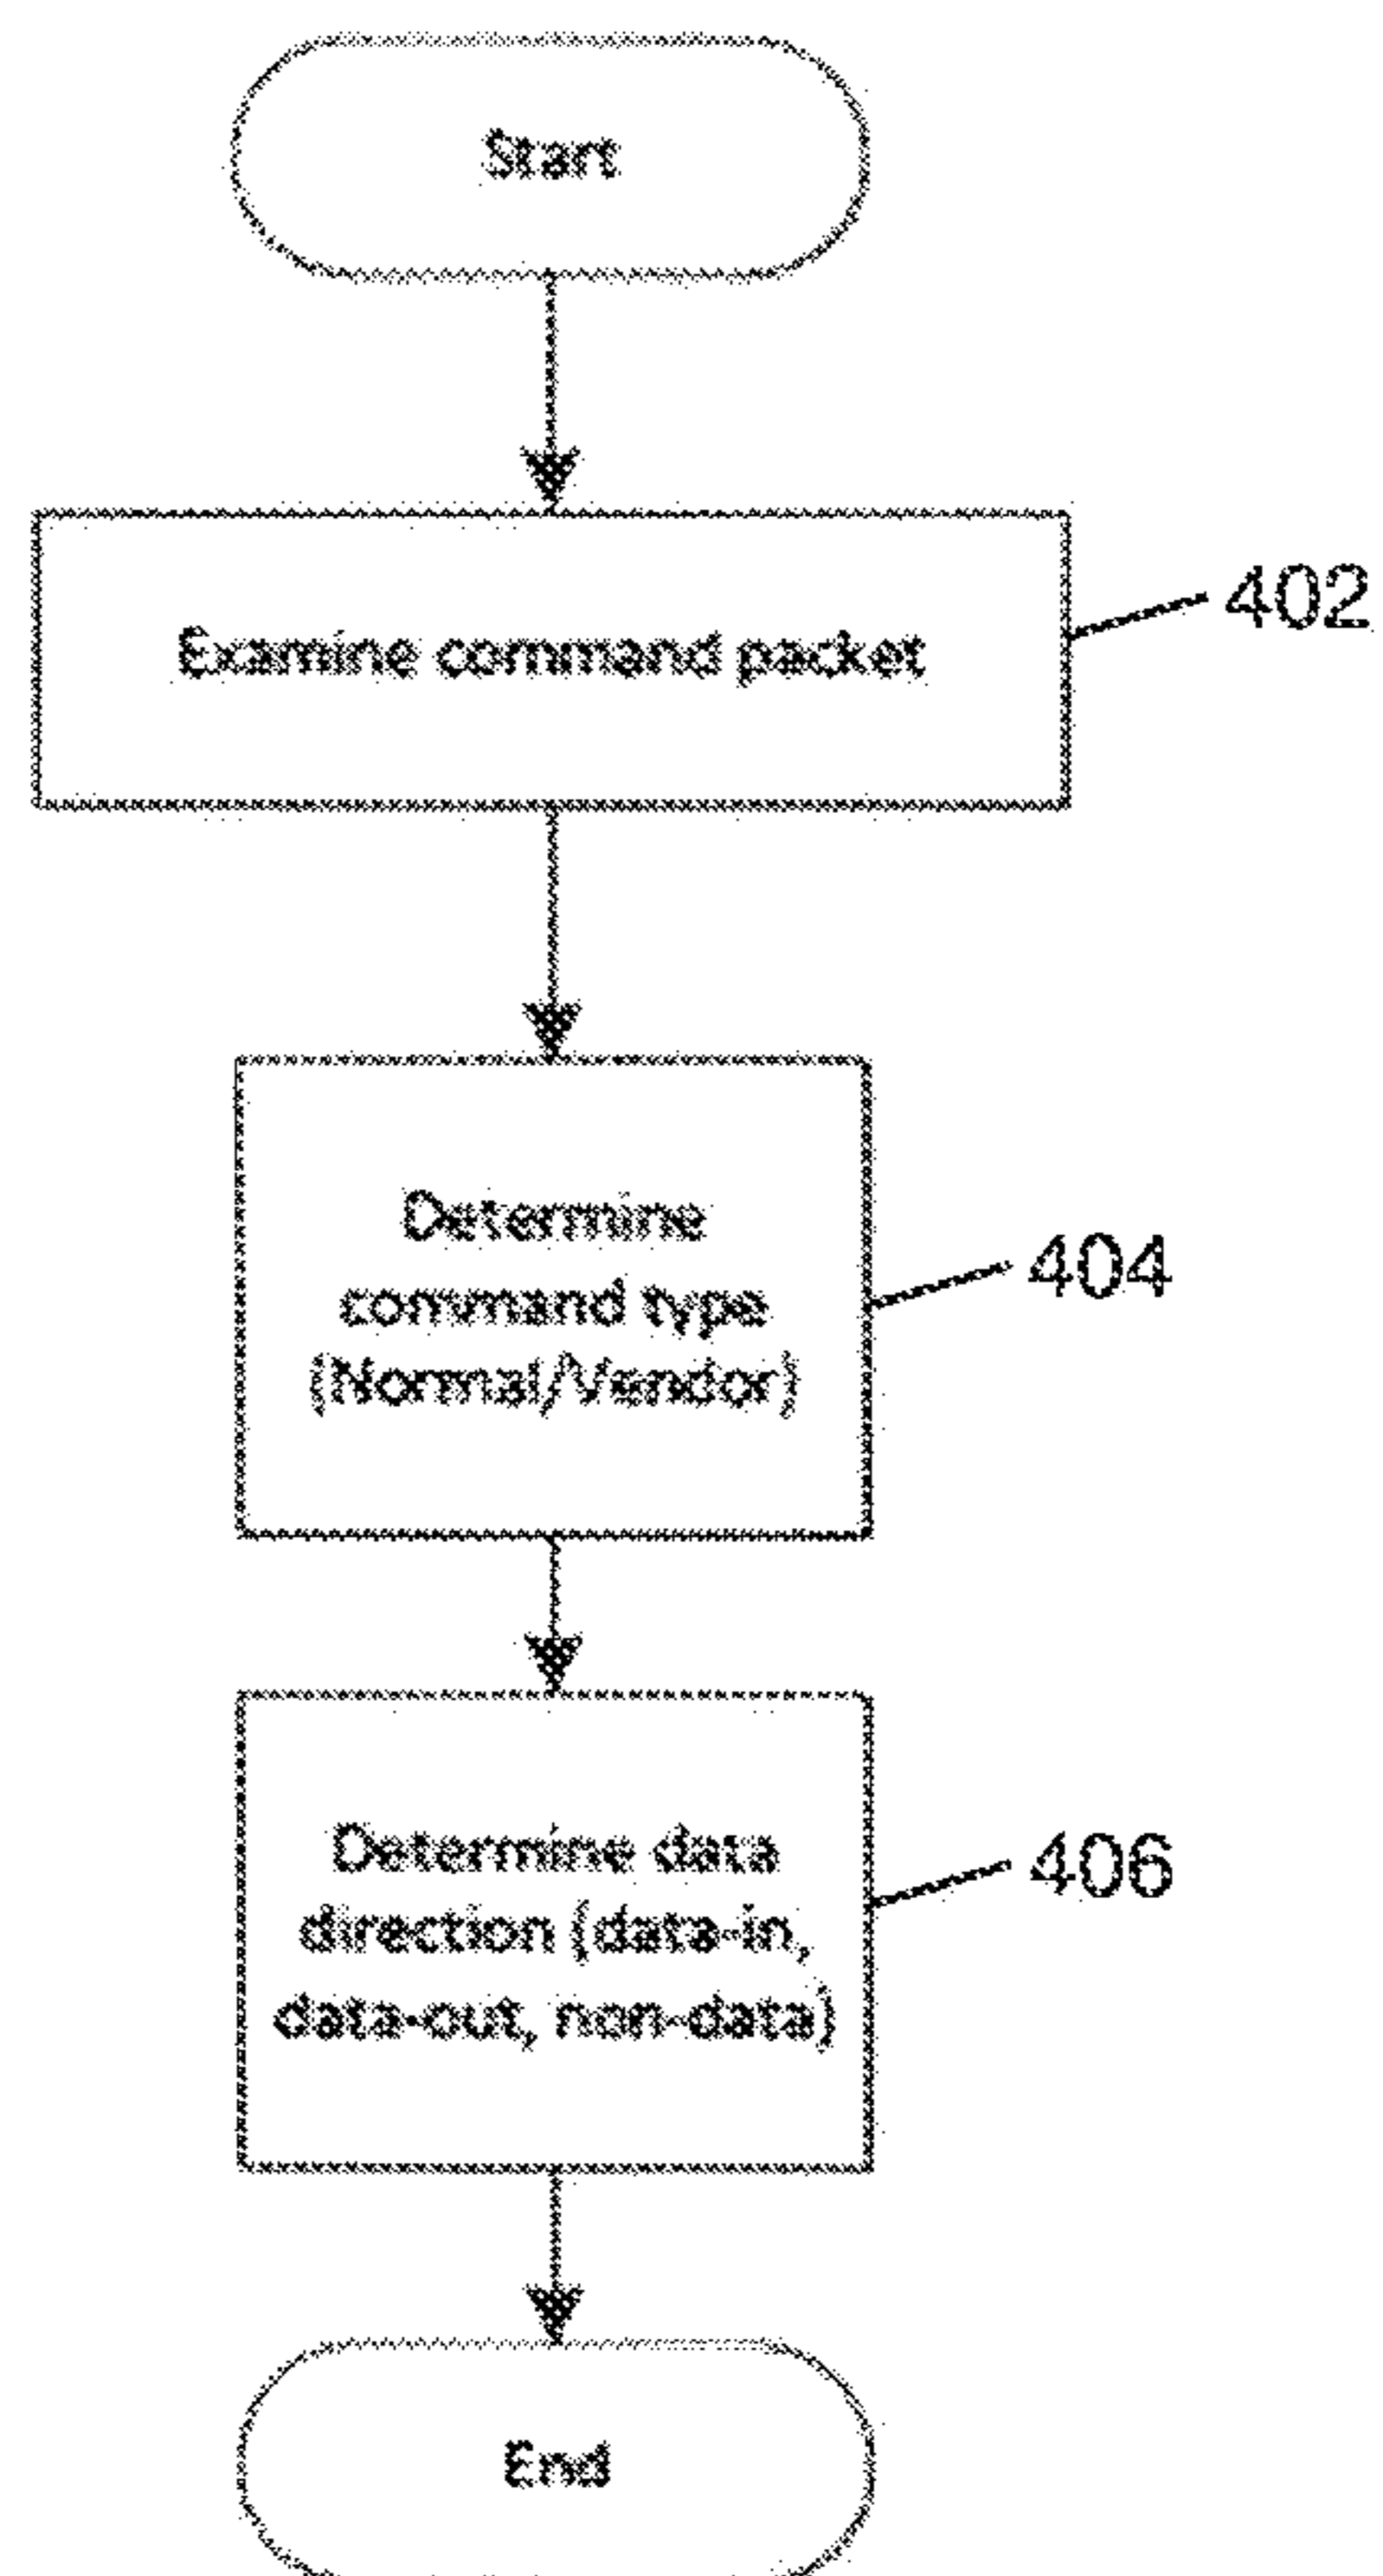 Start
Examine command packet
402
Determine
command type
(Normal/Vendor)
404
Determine data
direction (data-in,
data-out, non-data)
406
End